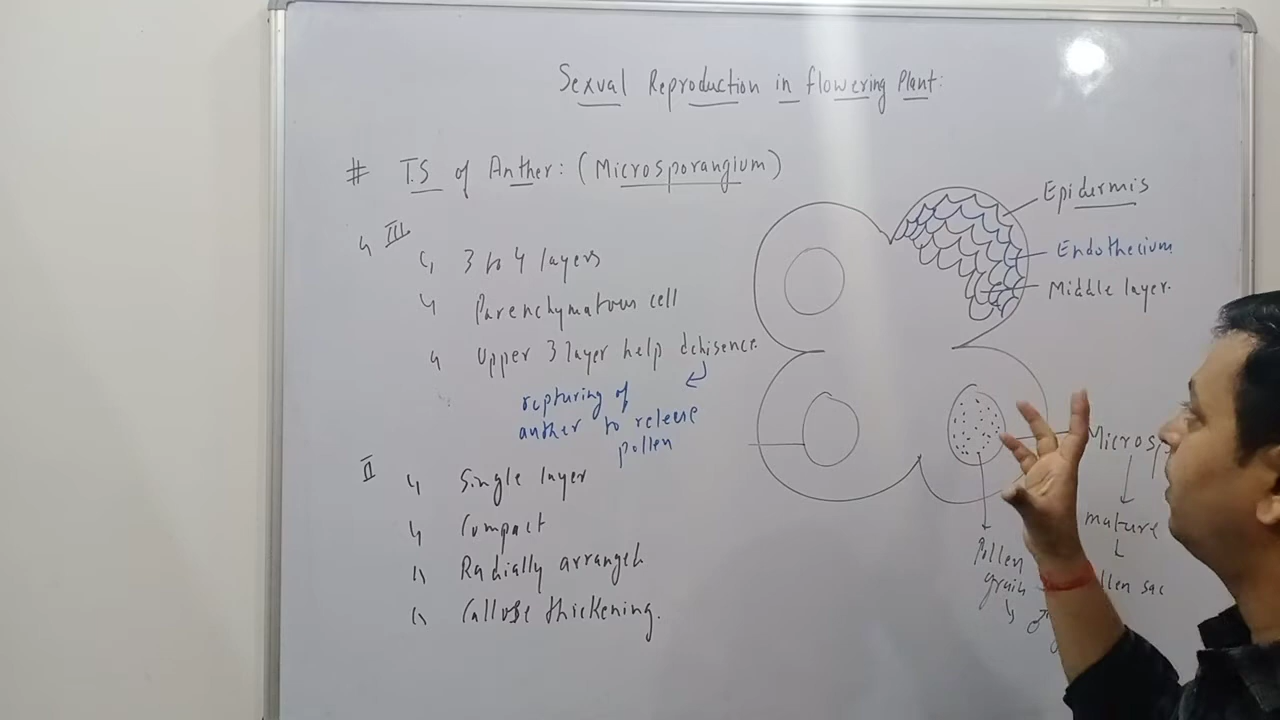 Sexual Reproduction in flowering Plant:
# T.S of Anther: (Microsporangium)
III
3 to 4 layers
Parenchymatous cell
Upper 3 layer help dehisence.
rupturing of
anther to release
pollen
II
Single layer
Compact
Radially arranged
Callose thickening.
Epidermis
Endothecium
Middle layer.
Micros
mature
llen sac
Pollen
grain
♂